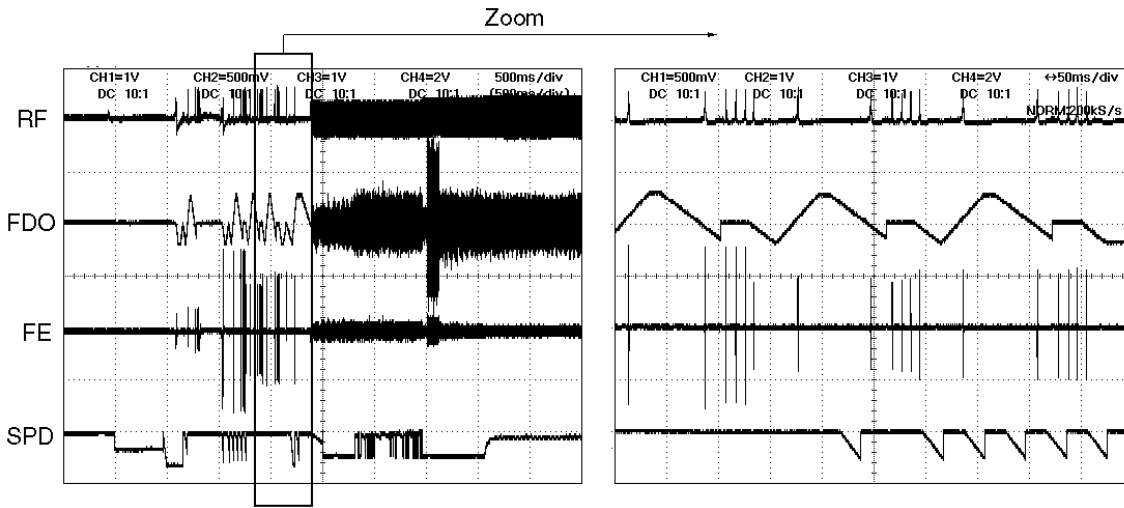 Zoom
CH1=1V CH2=500mV CH3=1V CH4=2V 500ms/div
DC 10:1 DC 10:1 DC 10:1 DC 10:1 (500ms/div)
CH1=500mV CH2=1V CH3=1V CH4=2V ↔50ms/div
DC 10:1 DC 10:1 DC 10:1 DC 10:1
NORM:200kS/s
RF
FDO
FE
SPD